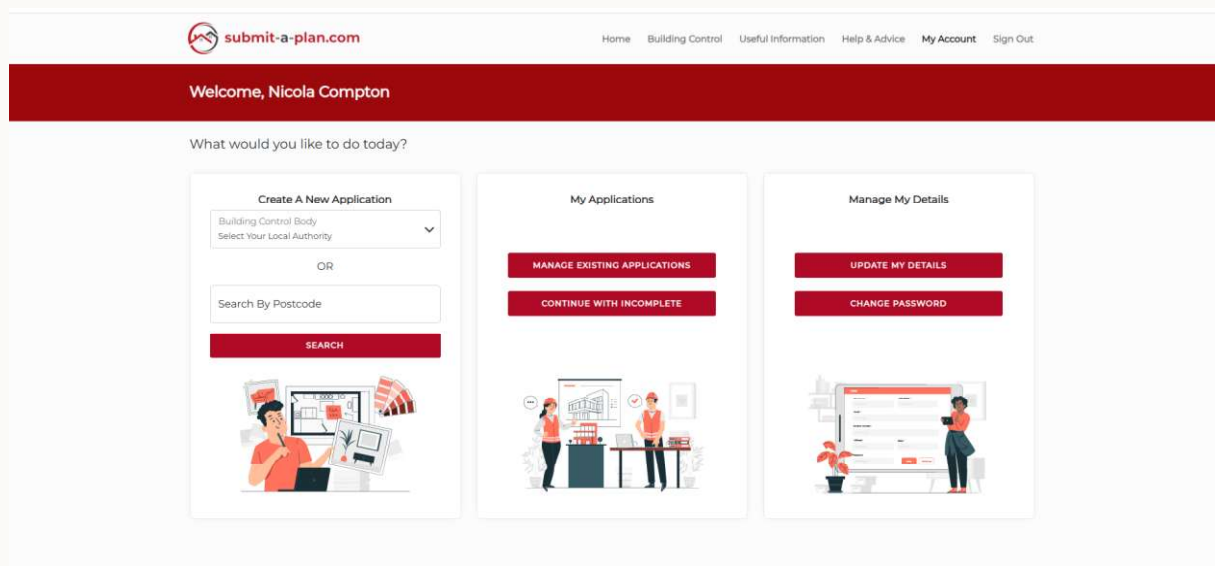 submit-a-plan.com
Home Building Control Useful Information Help & Advice My Account Sign Out
Welcome, Nicola Compton
What would you like to do today?
Create A New Application
Building Control Body
Select Your Local Authority
OR
Search By Postcode
SEARCH
My Applications
MANAGE EXISTING APPLICATIONS
CONTINUE WITH INCOMPLETE
Manage My Details
UPDATE MY DETAILS
CHANGE PASSWORD